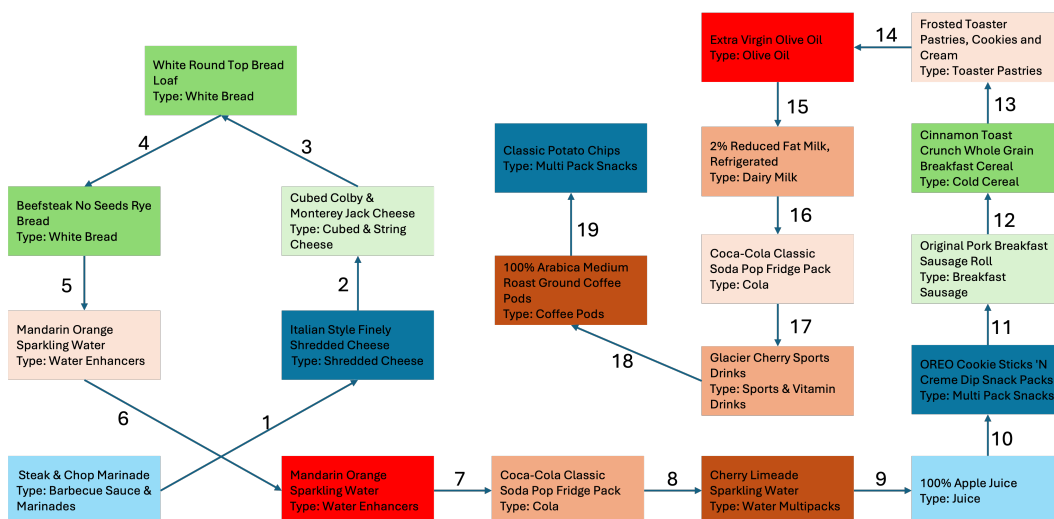 Extra Virgin Olive Oil
Type: Olive Oil
14
Frosted Toaster
Pastries, Cookies and
Cream
Type: Toaster Pastries
White Round Top Bread
Loaf
Type: White Bread
15
13
4
3
Classic Potato Chips
Type: Multi Pack Snacks
2% Reduced Fat Milk,
Refrigerated
Type: Dairy Milk
Cinnamon Toast
Crunch Whole Grain
Breakfast Cereal
Type: Cold Cereal
Beefsteak No Seeds Rye
Bread
Type: White Bread
Cubed Colby &
Monterey Jack Cheese
Type: Cubed & String
Cheese
19
16
12
5
2
100% Arabica Medium
Roast Ground Coffee
Pods
Type: Coffee Pods
Coca-Cola Classic
Soda Pop Fridge Pack
Type: Cola
Original Pork Breakfast
Sausage Roll
Type: Breakfast
Sausage
Mandarin Orange
Sparkling Water
Type: Water Enhancers
Italian Style Finely
Shredded Cheese
Type: Shredded Cheese
18
17
11
Glacier Cherry Sports
Drinks
Type: Sports & Vitamin
Drinks
OREO Cookie Sticks 'N
Creme Dip Snack Packs
Type: Multi Pack Snacks
6
1
10
Steak & Chop Marinade
Type: Barbecue Sauce &
Marinades
Mandarin Orange
Sparkling Water
Type: Water Enhancers
7
Coca-Cola Classic
Soda Pop Fridge Pack
Type: Cola
8
Cherry Limeade
Sparkling Water
Type: Water Multipacks
9
100% Apple Juice
Type: Juice